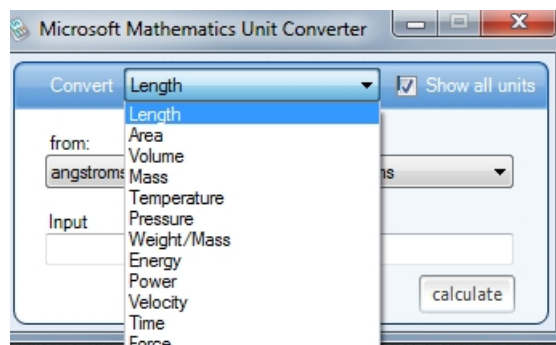 Microsoft Mathematics Unit Converter
Convert Length Show all units
Length
Area
from:
Volume
angstroms
Mass
Temperature
Pressure
Input
Weight/Mass
Energy
Power
calculate
Velocity
Time
Force